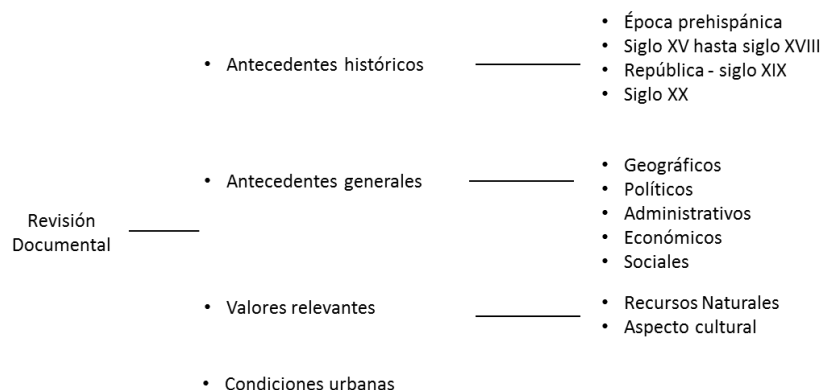 Revisión
Documental
• Antecedentes históricos
• Época prehispánica
• Siglo XV hasta siglo XVIII
• República - siglo XIX
• Siglo XX
• Antecedentes generales
• Geográficos
• Políticos
• Administrativos
• Económicos
• Sociales
• Valores relevantes
• Recursos Naturales
• Aspecto cultural
• Condiciones urbanas